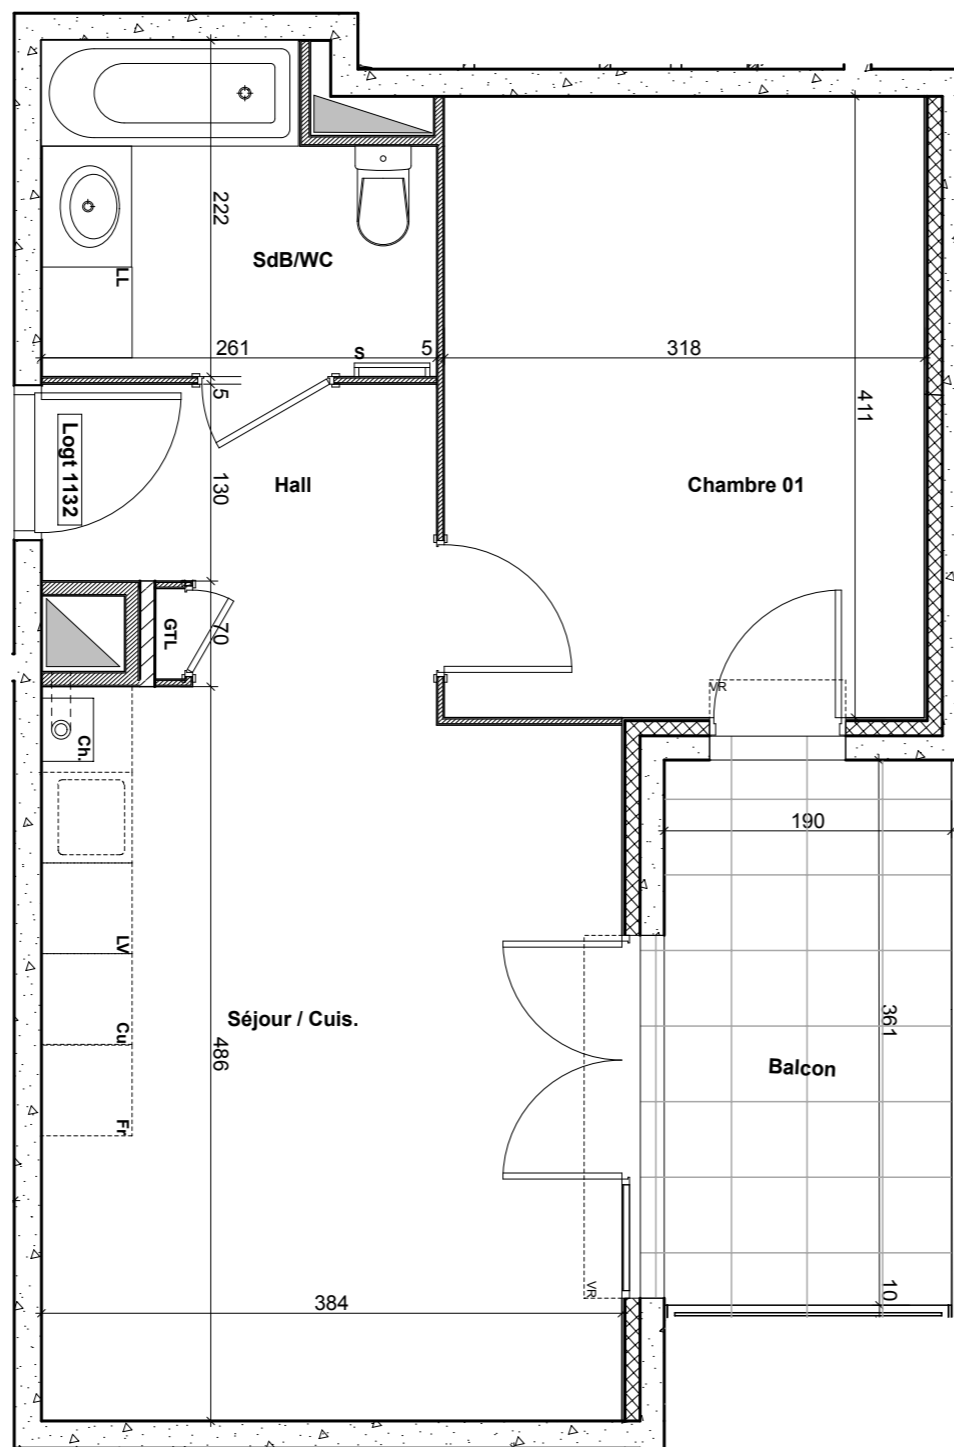 222
SdB/WC
LL
261
S
5
318
411
5
Logt 1132
130
Hall
Chambre 01
GTL
70
VR
Ch.
190
LV
Séjour / Cuis.
Cu
486
361
Balcon
Fr
VR
10
384